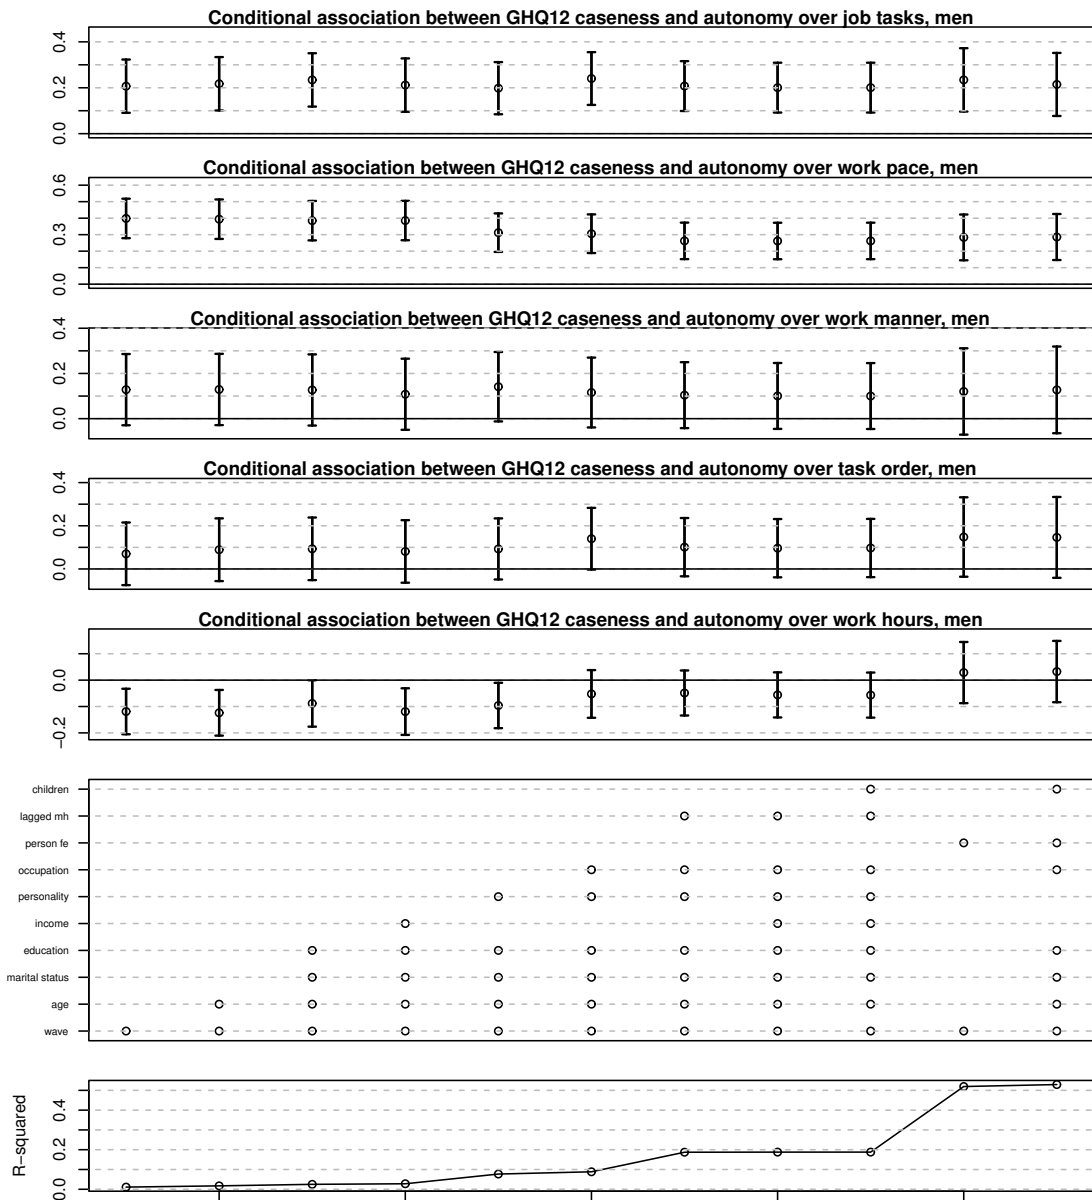 Conditional association between GHQ12 caseness and autonomy over job tasks, men
0.4
0.2
0.0
Conditional association between GHQ12 caseness and autonomy over work pace, men
0.6
0.3
0.0
Conditional association between GHQ12 caseness and autonomy over work manner, men
0.4
0.2
0.0
Conditional association between GHQ12 caseness and autonomy over task order, men
0.4
0.2
0.0
Conditional association between GHQ12 caseness and autonomy over work hours, men
0.0
−0.2
children
lagged mh
person fe
occupation
personality
income
education
marital status
age
wave
R-squared
0.4
0.2
0.0